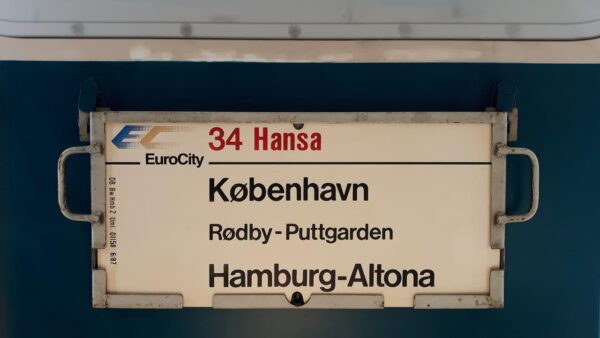 34 Hansa
EC
EuroCity
København
Rødby-Puttgarden
Hamburg-Altona